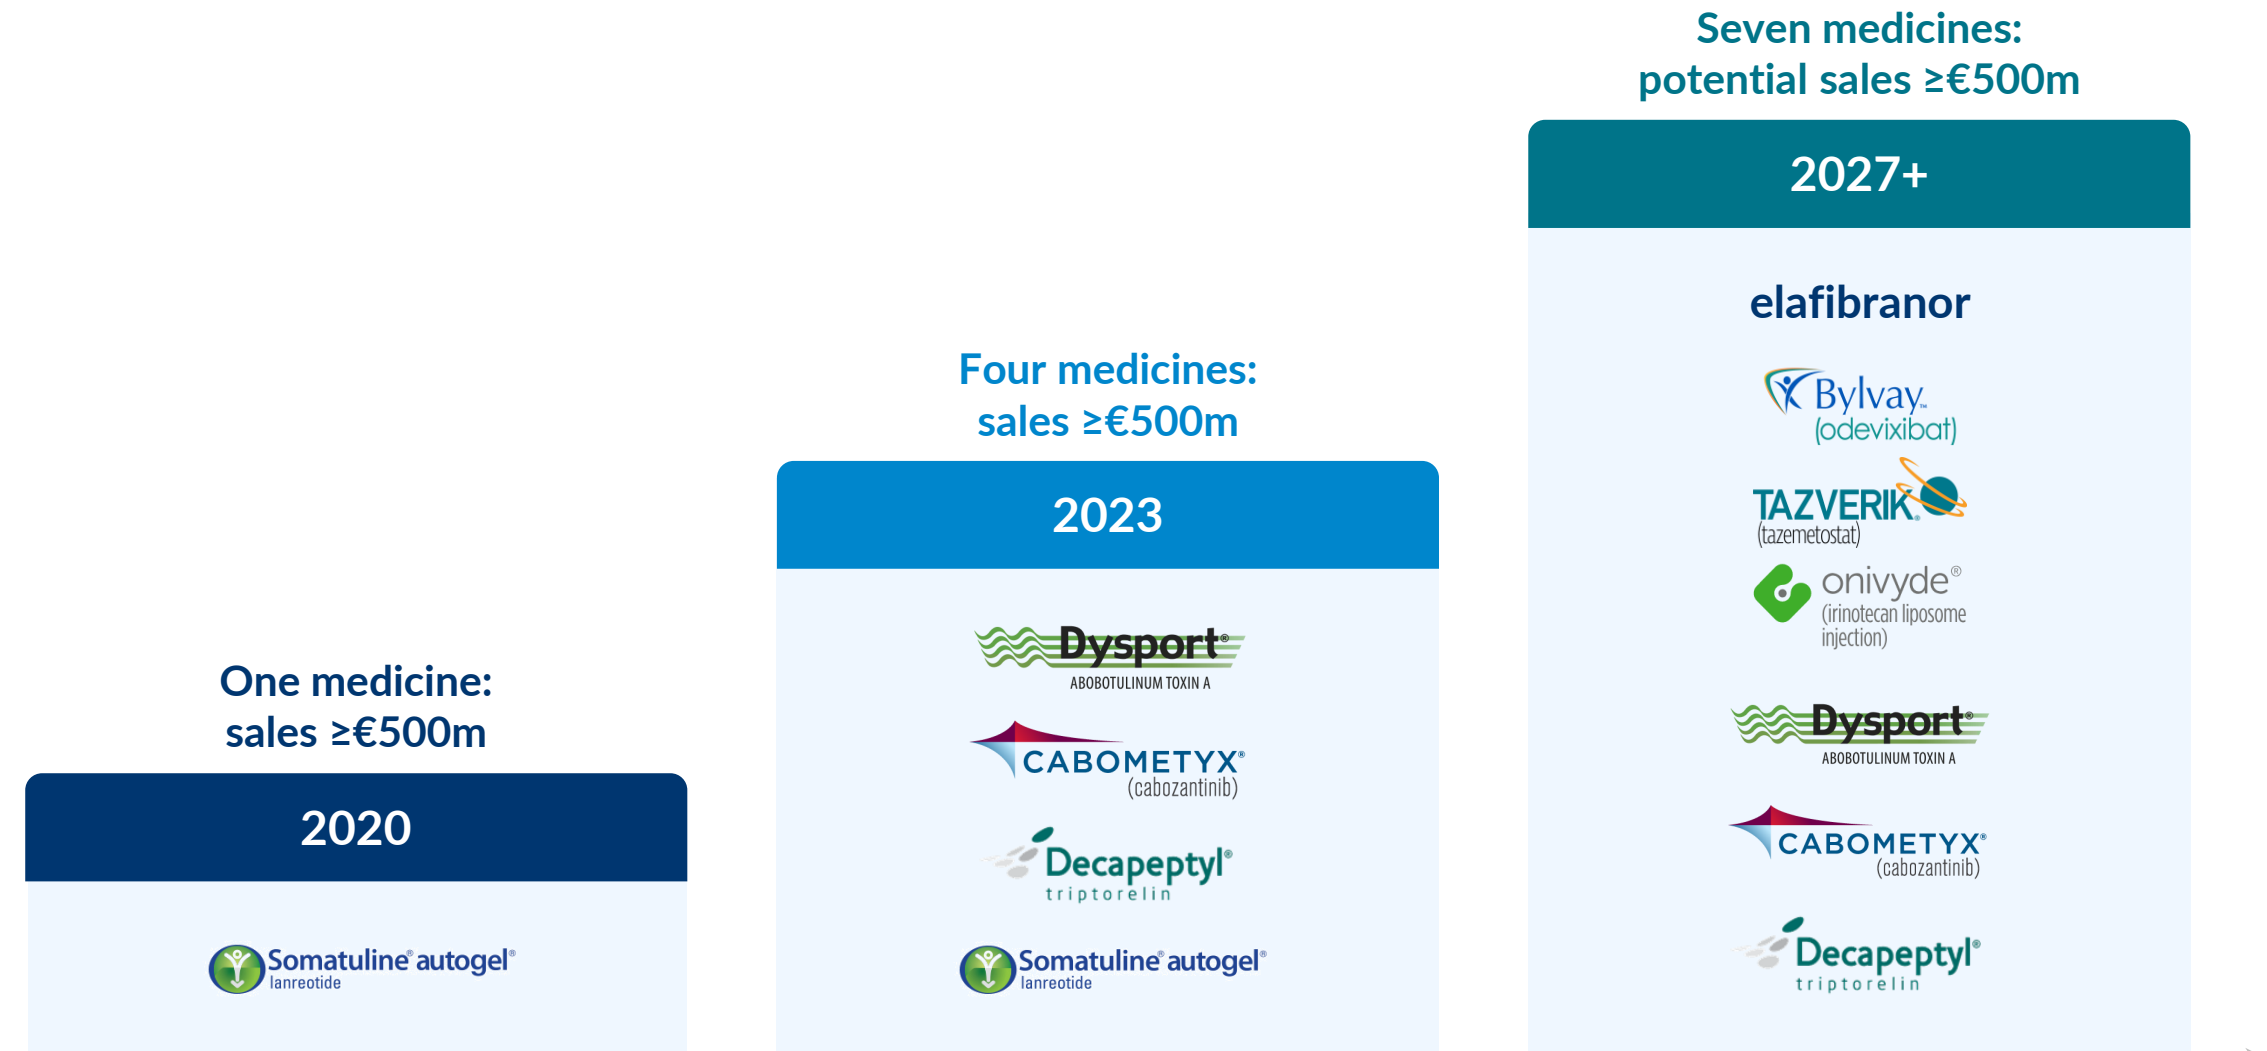 One medicine:
sales ≥€500m
2020
Somatuline® autogel®
lanreotide
Four medicines:
sales ≥€500m
2023
Dysport®
ABOBOTULINUM TOXIN A
CABOMETYX®
(cabozantinib)
Decapeptyl®
triptorelin
Somatuline® autogel®
lanreotide
Seven medicines:
potential sales ≥€500m
2027+
elafibranor
Bylvay™
(odevixibat)
TAZVERIK®
(tazemetostat)
onivyde®
(irinotecan liposome
injection)
Dysport®
ABOBOTULINUM TOXIN A
CABOMETYX®
(cabozantinib)
Decapeptyl®
triptorelin